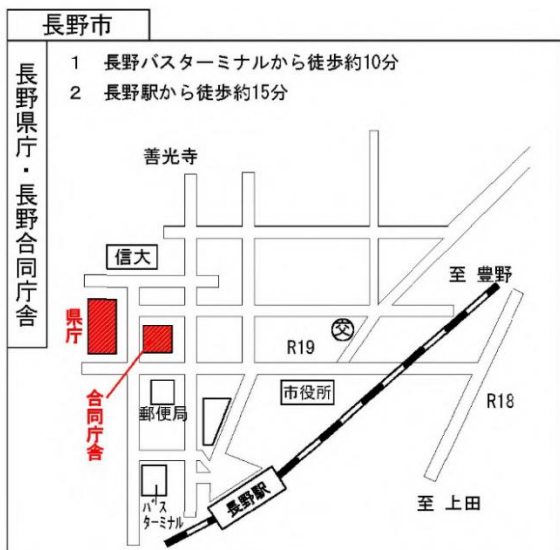 長野市
長野県庁・長野合同庁舎
1 長野バスターミナルから徒歩約10分
2 長野駅から徒歩約15分
善光寺
信大
至 豊野
県庁
交
R19
合同庁舎
市役所
郵便局
R18
バス
ターミナル
長野駅
至 上田